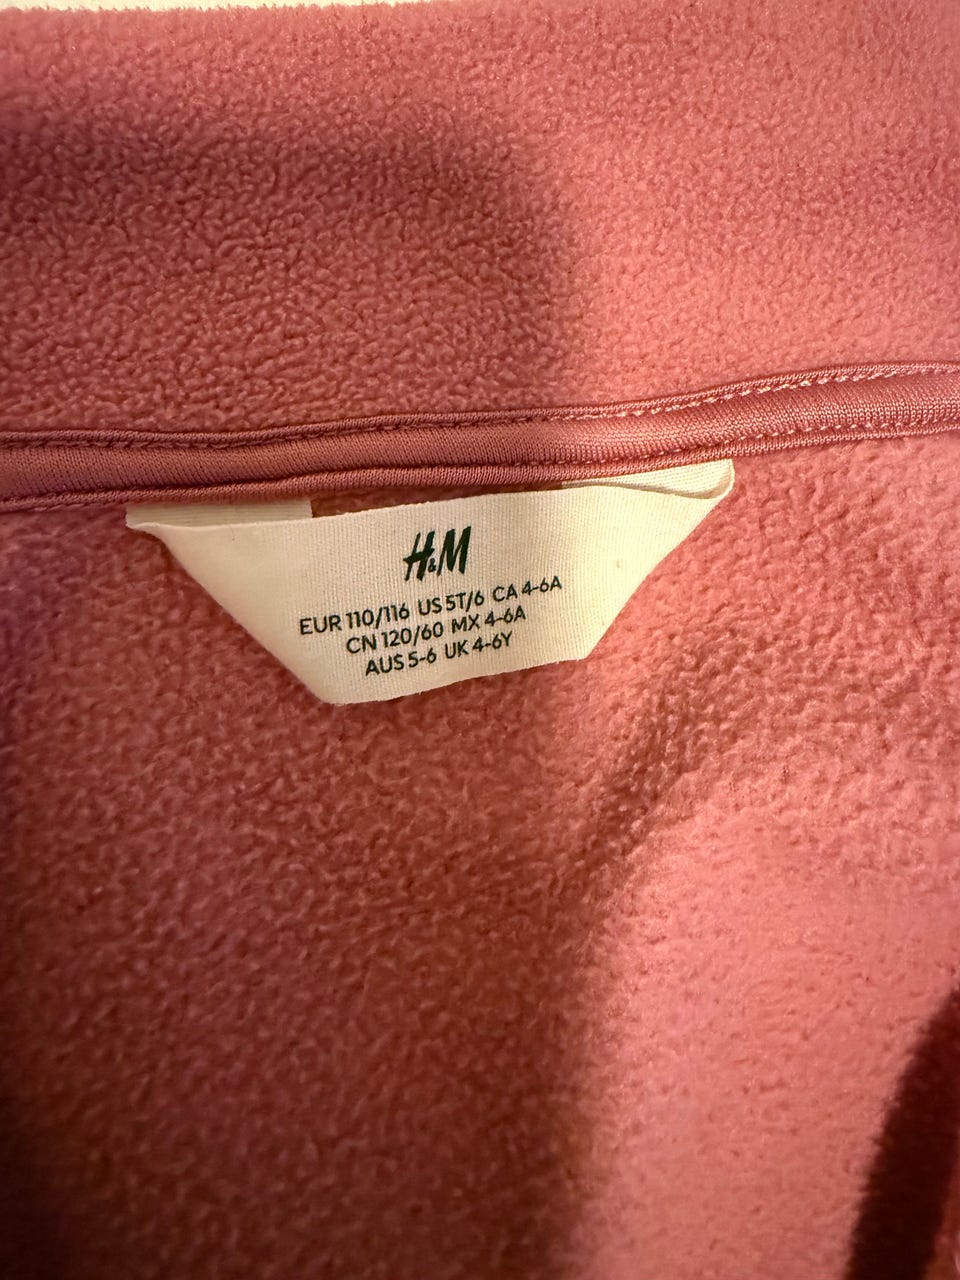 H&M
EUR 110/116 US 5T/6 CA 4-6A
CN 120/60 MX 4-6A
AUS 5-6 UK 4-6Y